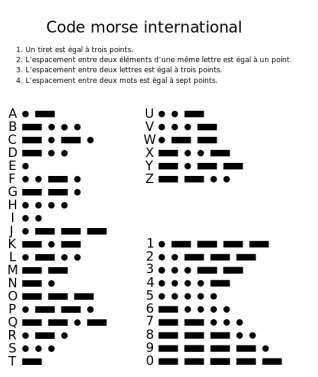 Code morse international
1. Un tiret est égal à trois points.
2. L'espacement entre deux éléments d'une même lettre est égal à un point.
3. L'espacement entre deux lettres est égal à trois points.
4. L'espacement entre deux mots est égal à sept points.
A
B
C
D
E
F
G
H
I
J
K
L
M
N
O
P
Q
R
S
T
U
V
W
X
Y
Z
1
2
3
4
5
6
7
8
9
0